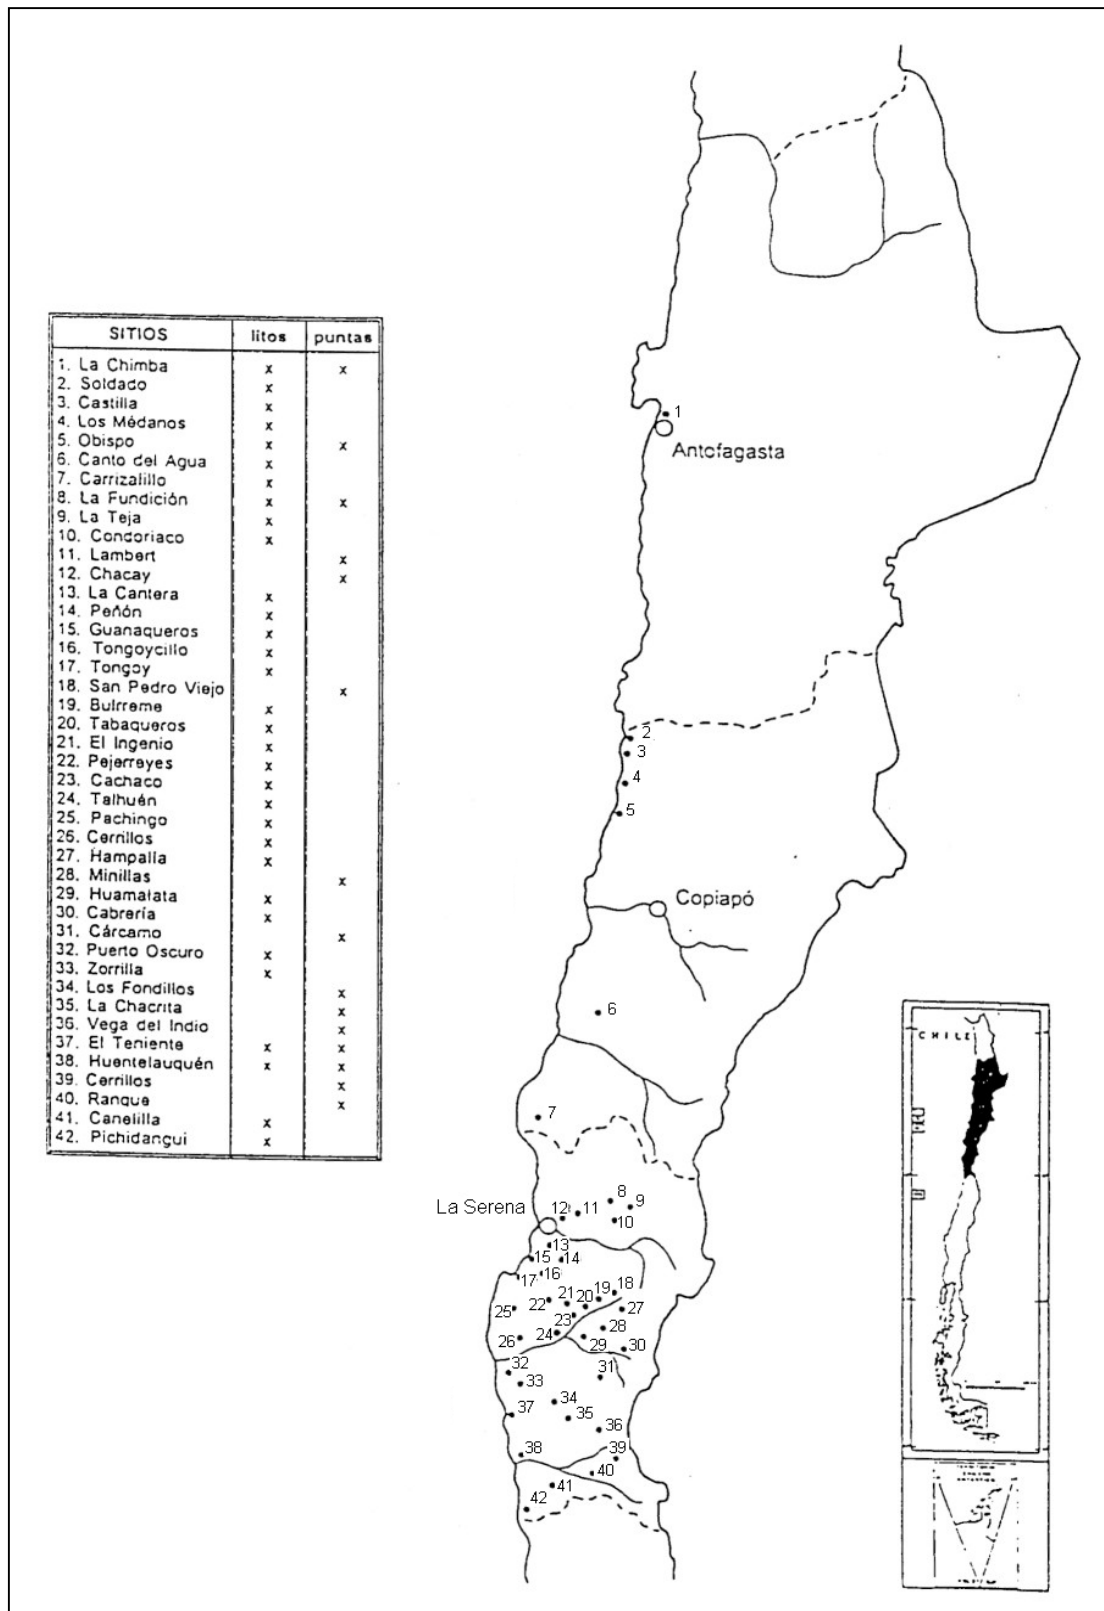 SITIOS litos puntas
1. La Chimba x x
2. Soldado x
3. Castilla x
4. Los Médanos x
5. Obispo x x
6. Canto del Agua x
7. Carrizalillo x
8. La Fundición x x
9. La Teja x
10. Condoriaco x
11. Lambert x
12. Chacay x
13. La Cantera x
14. Peñón x
15. Guanaqueros x
16. Tongoycillo x
17. Tongoy x
18. San Pedro Viejo x
19. Bulrreme x
20. Tabaqueros x
21. El Ingenio x
22. Pejerreyes x
23. Cachaco x
24. Talhuén x
25. Pachingo x
26. Cerrillos x
27. Hampalla x
28. Minillas x
29. Huamalata x
30. Cabrería x
31. Cárcamo x
32. Puerto Oscuro x
33. Zorrilla x
34. Los Fondillos x
35. La Chacrita x
36. Vega del Indio x
37. El Teniente x x
38. Huentelauquén x x
39. Cerrillos x
40. Ranque x
41. Canelilla x
42. Pichidangui x
1
Antofagasta
2
3
4
5
Copiapó
6
7
8
9
10
11
12
La Serena
13
14
15
16
17
18
19
20
21
22
23
24
25
26
27
28
29
30
31
32
33
34
35
36
37
38
39
40
41
42
CHILE